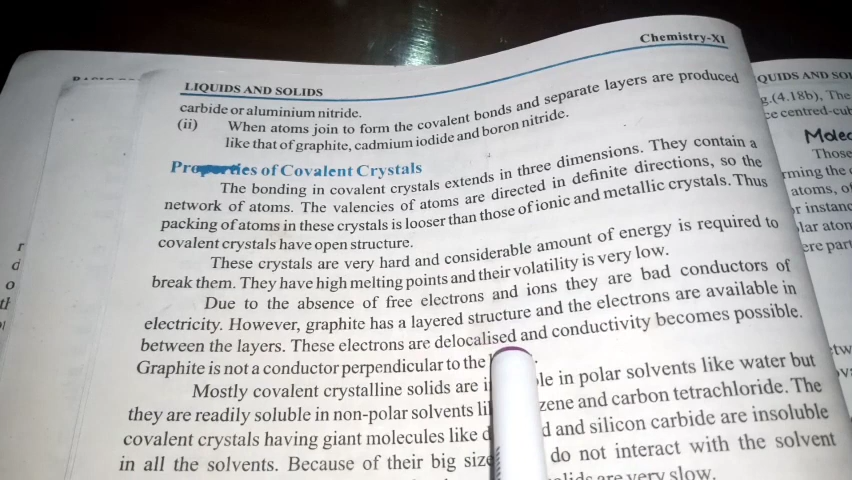 Chemistry-XI
LIQUIDS AND SOLIDS
carbide or aluminium nitride.
(ii) When atoms join to form the covalent bonds and separate layers are produced
like that of graphite, cadmium iodide and boron nitride.
Properties of Covalent Crystals
The bonding in covalent crystals extends in three dimensions. They contain a
network of atoms. The valencies of atoms are directed in definite directions, so the
packing of atoms in these crystals is looser than those of ionic and metallic crystals. Thus
covalent crystals have open structure.
These crystals are very hard and considerable amount of energy is required to
break them. They have high melting points and their volatility is very low.
Due to the absence of free electrons and ions they are bad conductors of
electricity. However, graphite has a layered structure and the electrons are available in
between the layers. These electrons are delocalised and conductivity becomes possible.
Graphite is not a conductor perpendicular to the
Mostly covalent crystalline solids are in polar solvents like water but
they are readily soluble in non-polar solvents and carbon tetrachloride. The
covalent crystals having giant molecules like and silicon carbide are insoluble
in all the solvents. Because of their big size do not interact with the solvent
are very slow.
QUIDS AND SOL
g.(4.18b), The
ce centred-cub
Molec
Those
rming the
atoms, o
r instanc
lar atom
ere part